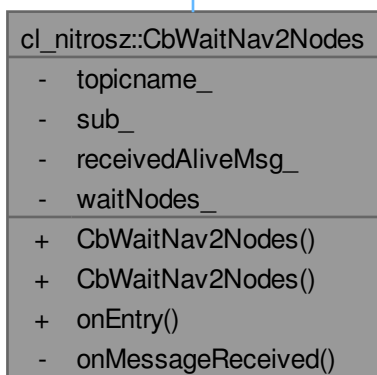 cl_nitrosz::CbWaitNav2Nodes
- topicname_
- sub_
- receivedAliveMsg_
- waitNodes_
+ CbWaitNav2Nodes()
+ CbWaitNav2Nodes()
+ onEntry()
- onMessageReceived()